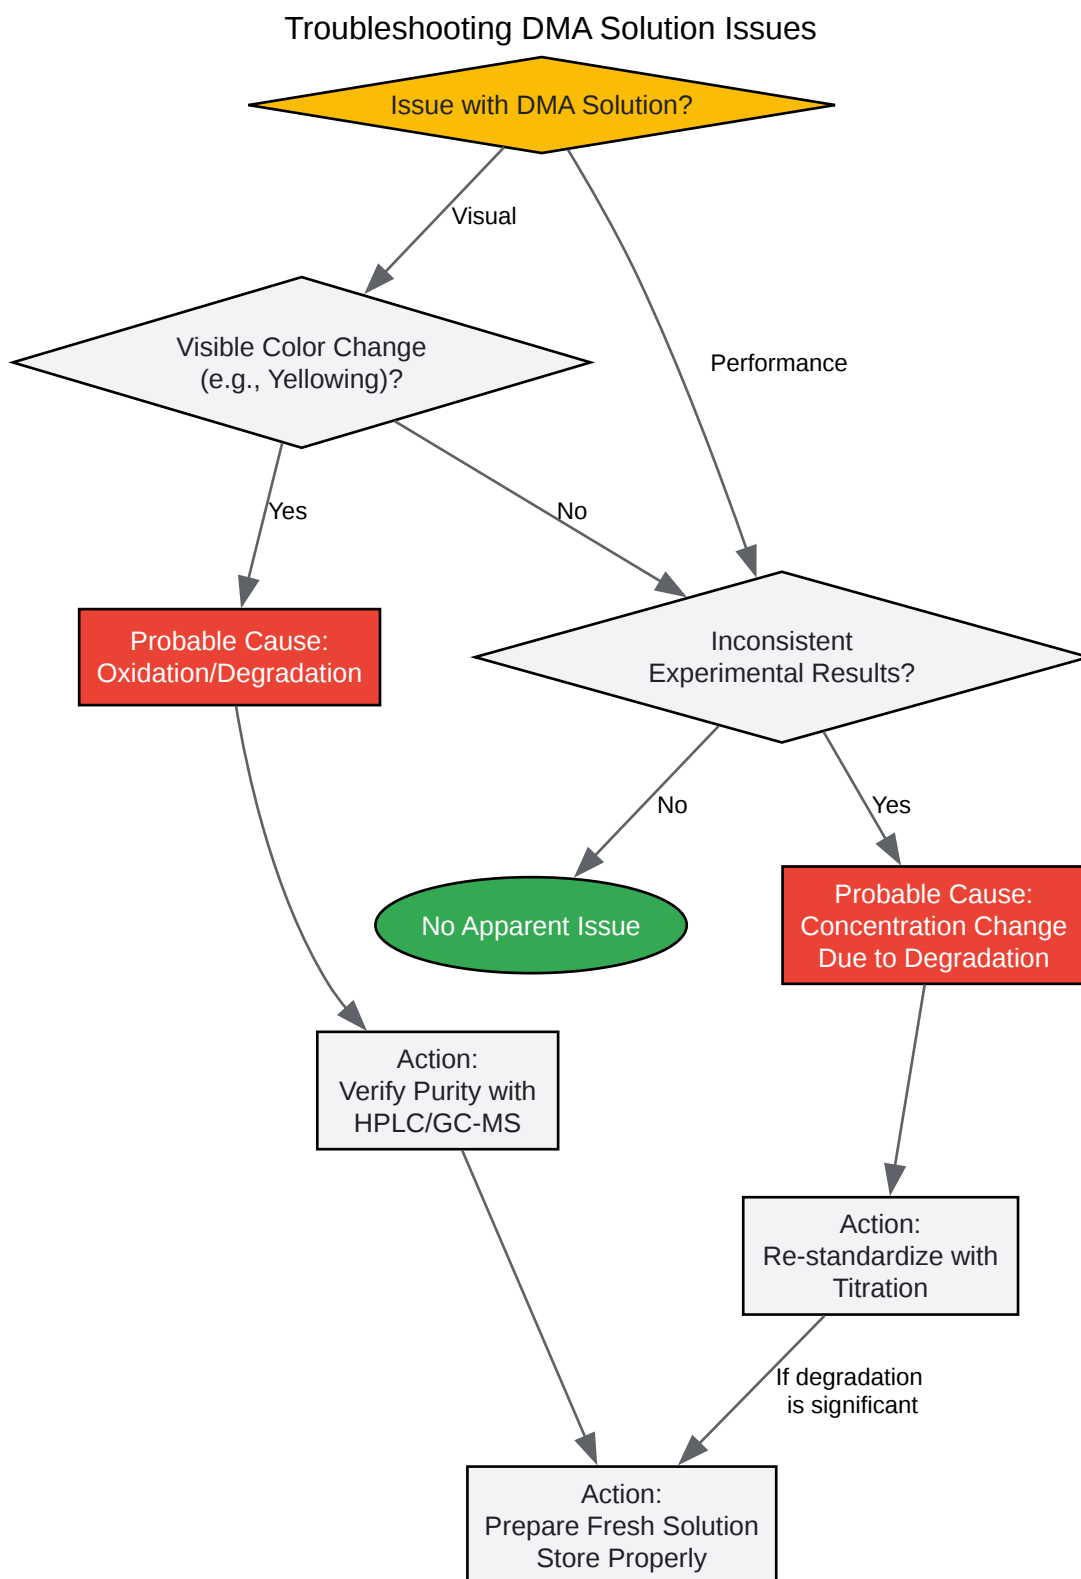 Troubleshooting DMA Solution Issues
Issue with DMA Solution?
Visual
Performance
Visible Color Change
(e.g., Yellowing)?
Yes
No
Probable Cause:
Oxidation/Degradation
Inconsistent
Experimental Results?
No
Yes
No Apparent Issue
Probable Cause:
Concentration Change
Due to Degradation
Action:
Verify Purity with
HPLC/GC-MS
Action:
Re-standardize with
Titration
If degradation
is significant
Action:
Prepare Fresh Solution
Store Properly